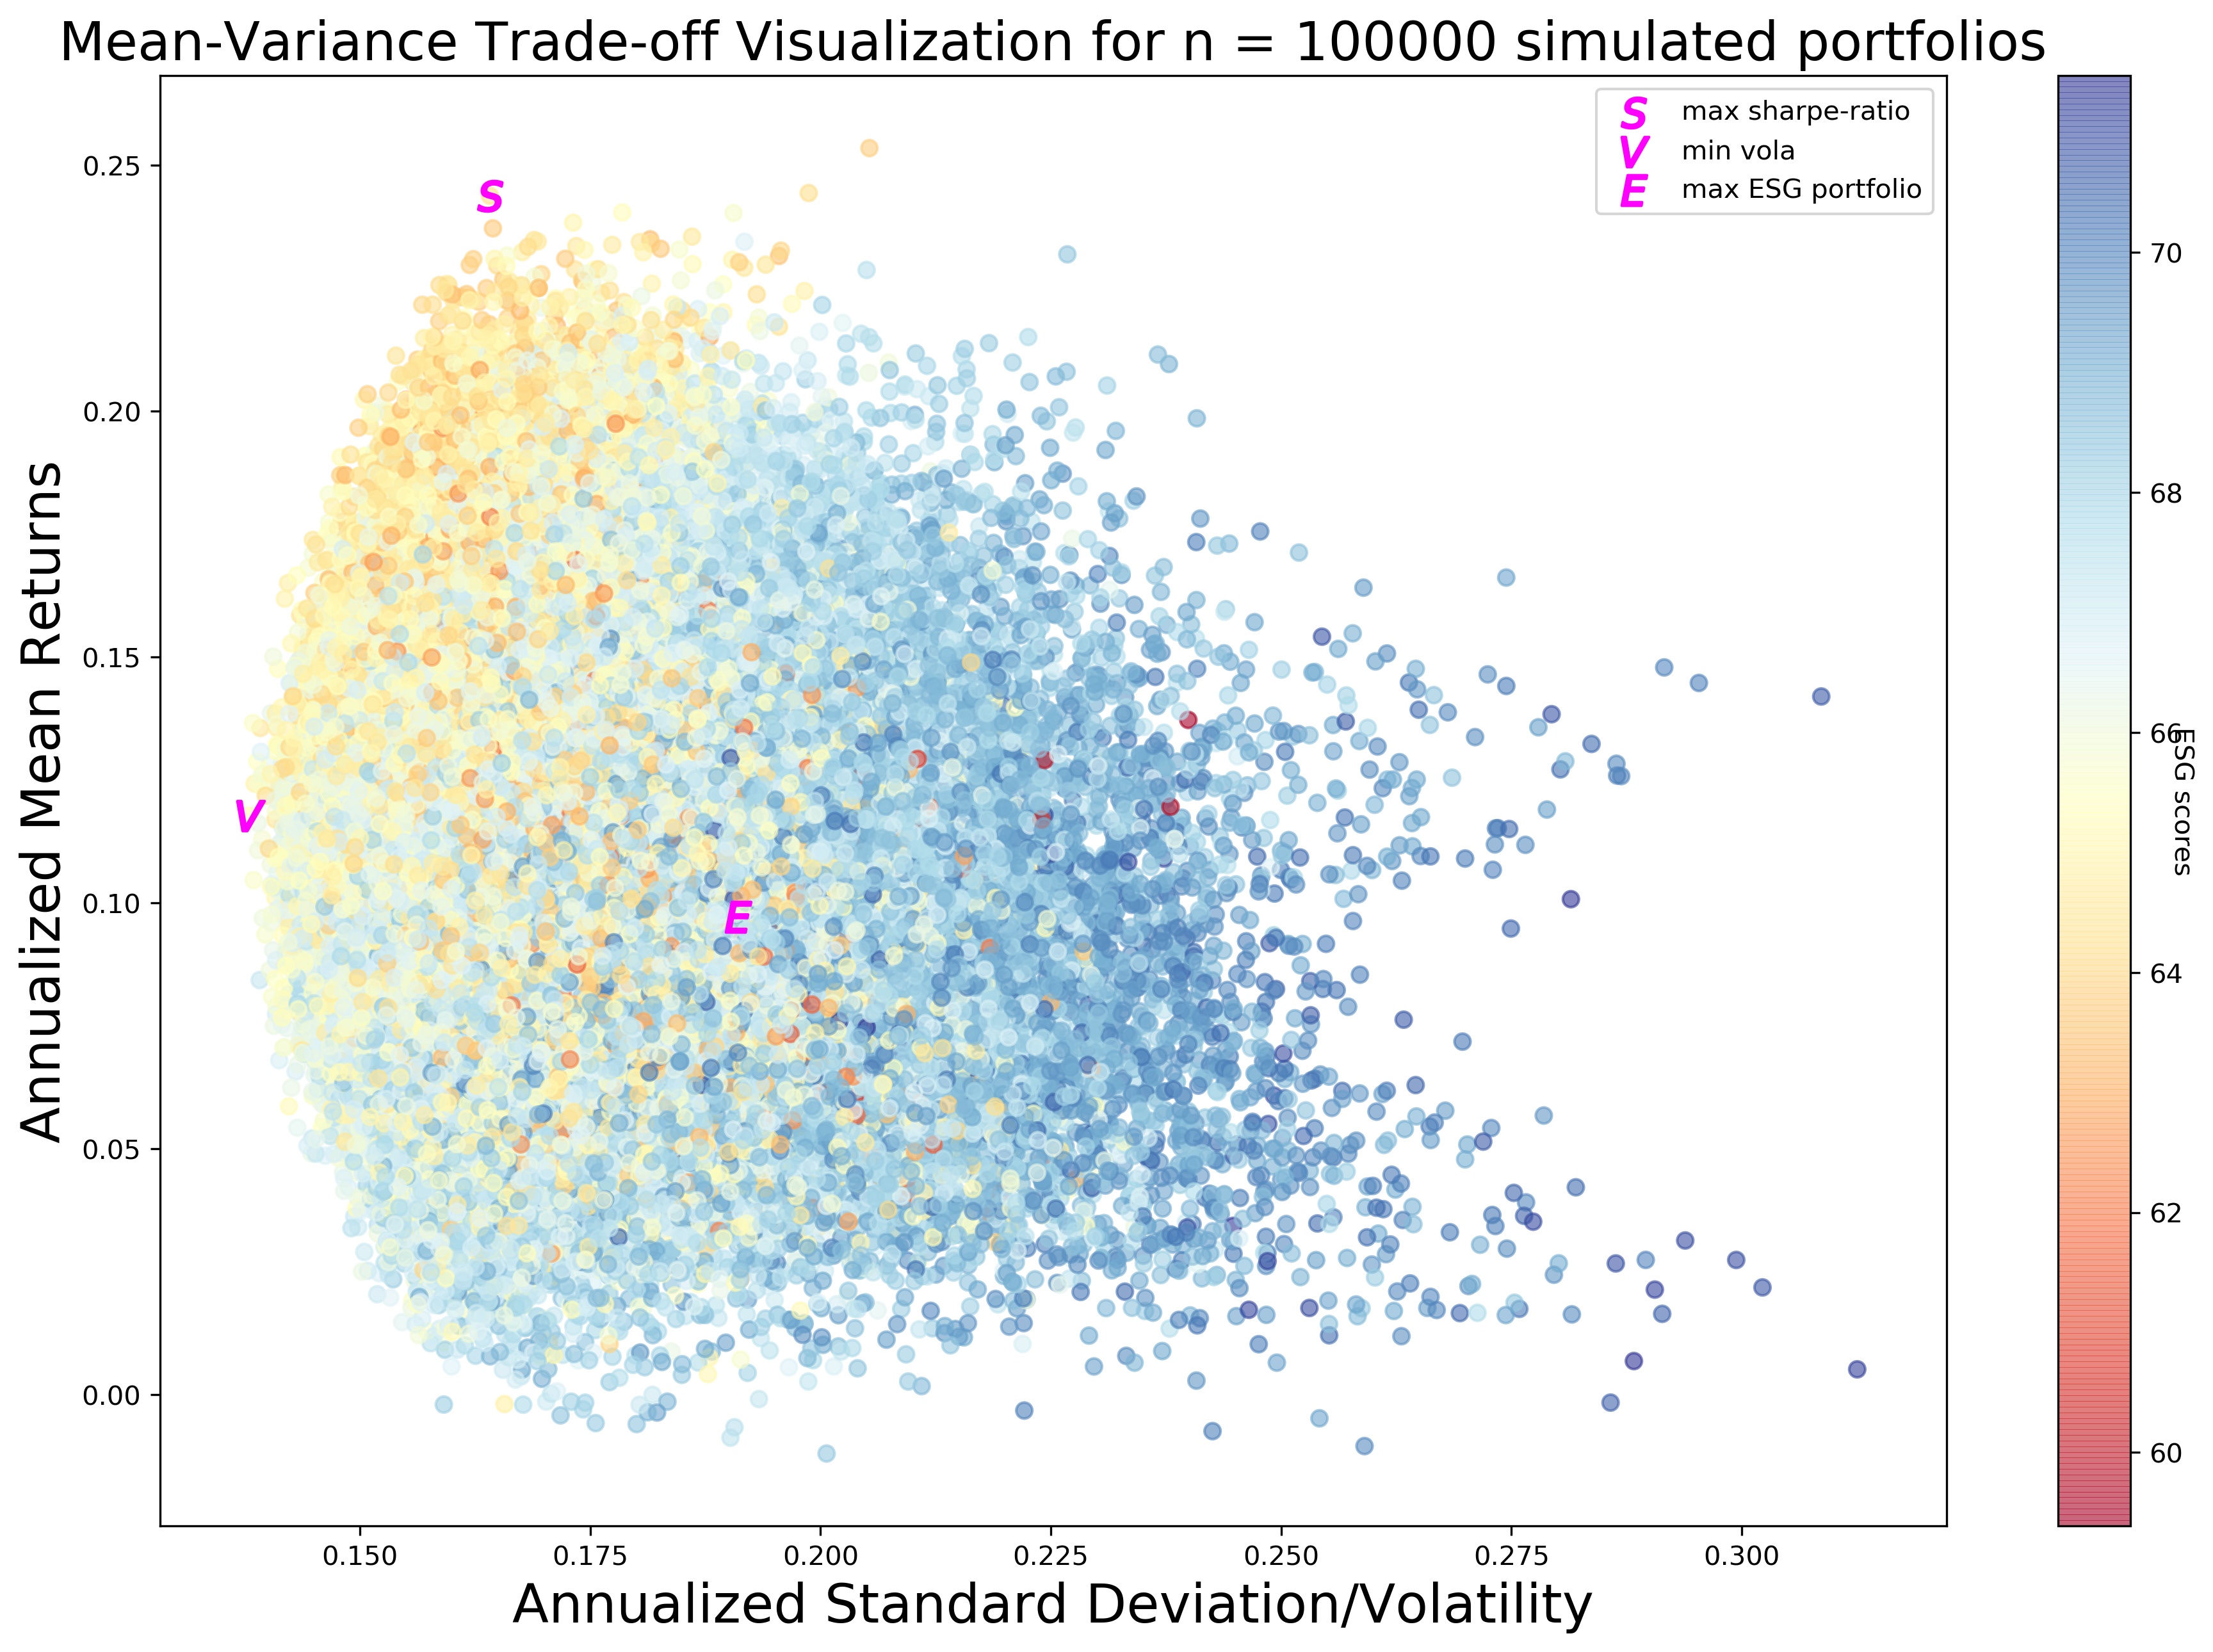 Mean-Variance Trade-off Visualization for n = 100000 simulated portfolios
S max sharpe-ratio
V min vola
E max ESG portfolio
S
V
E
Annualized Mean Returns
0.25
0.20
0.15
0.10
0.05
0.00
0.150 0.175 0.200 0.225 0.250 0.275 0.300
Annualized Standard Deviation/Volatility
70
68
66
64
62
60
ESG scores